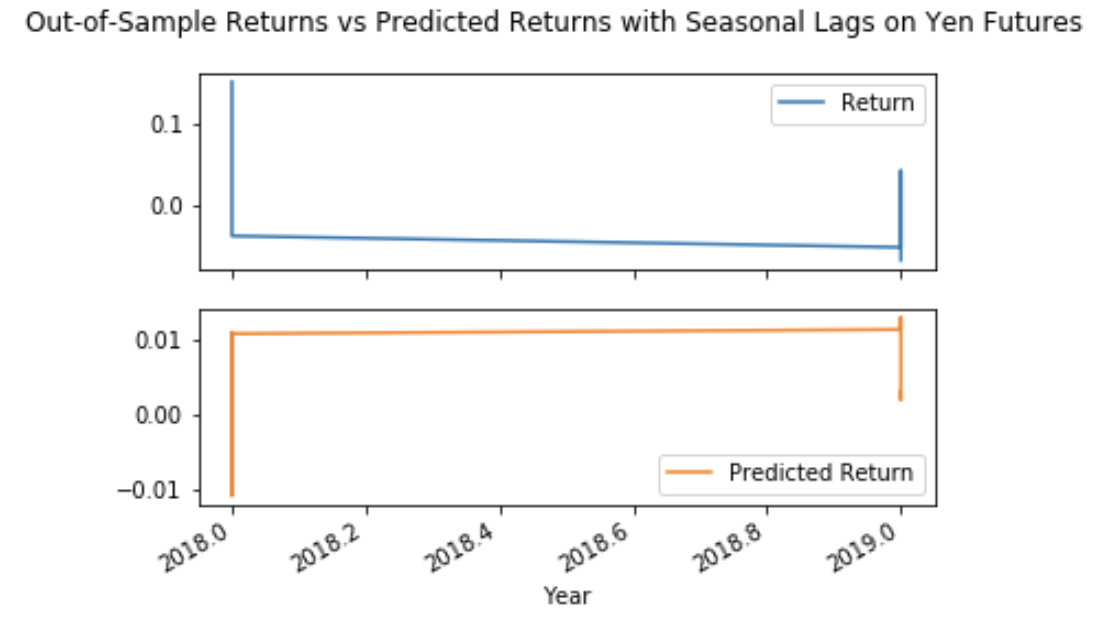 Out-of-Sample Returns vs Predicted Returns with Seasonal Lags on Yen Futures
Return
0.1
0.0
0.01
0.00
−0.01
Predicted Return
2018.0
2018.2
2018.4
2018.6
2018.8
2019.0
Year